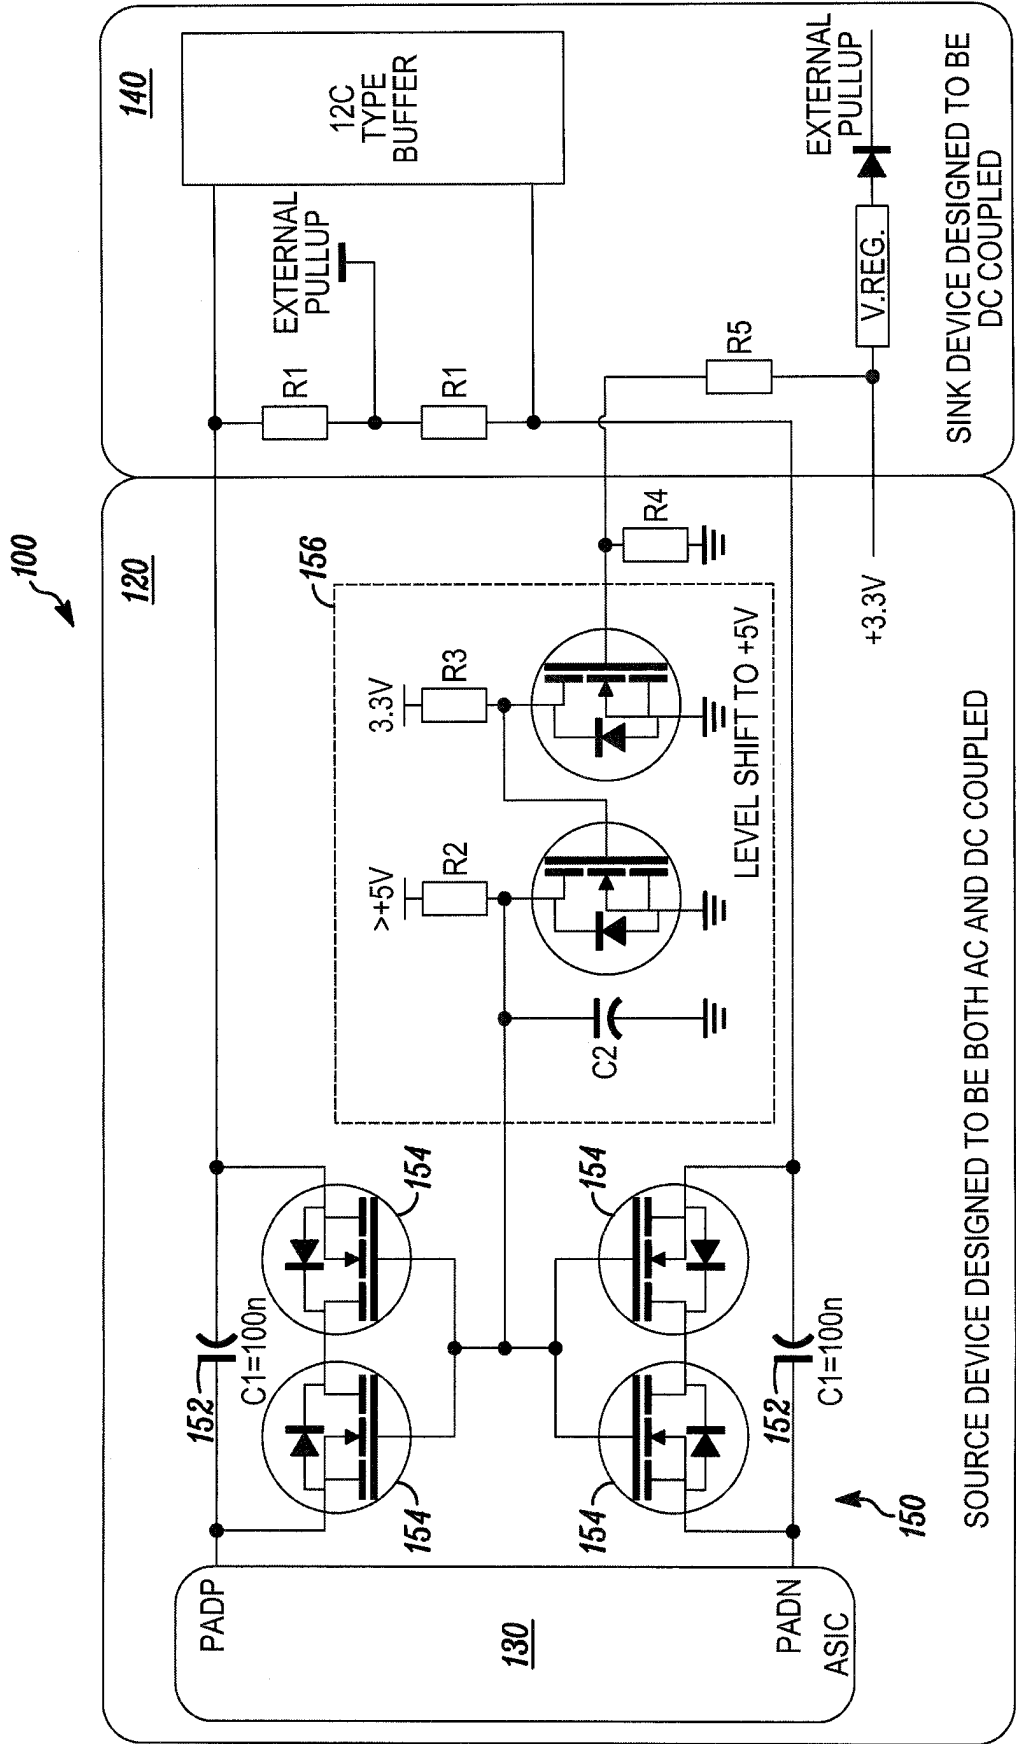 100
120
140
12C
TYPE
BUFFER
EXTERNAL
PULLUP
R1
R1
EXTERNAL
PULLUP
V.REG.
R5
+3.3V
SINK DEVICE DESIGNED TO BE
DC COUPLED
R4
156
3.3V
R3
>+5V
R2
C2
LEVEL SHIFT TO +5V
154
154
154
154
152
C1=100n
152
C1=100n
150
PADP
130
PADN
ASIC
SOURCE DEVICE DESIGNED TO BE BOTH AC AND DC COUPLED